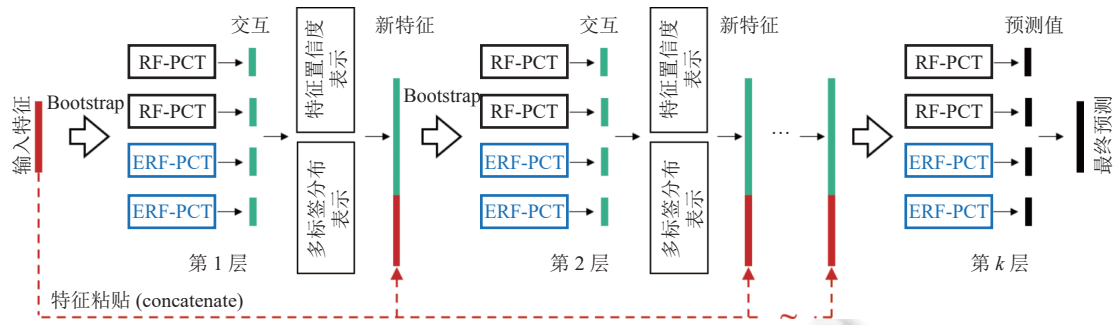 输入特征
Bootstrap
RF-PCT
RF-PCT
ERF-PCT
ERF-PCT
交互
第 1 层
特征置信度
表示
多标签分布
表示
新特征
Bootstrap
RF-PCT
RF-PCT
ERF-PCT
ERF-PCT
交互
第 2 层
特征置信度
表示
多标签分布
表示
新特征
...
RF-PCT
RF-PCT
ERF-PCT
ERF-PCT
预测值
第 k 层
最终预测
特征粘贴 (concatenate)
~